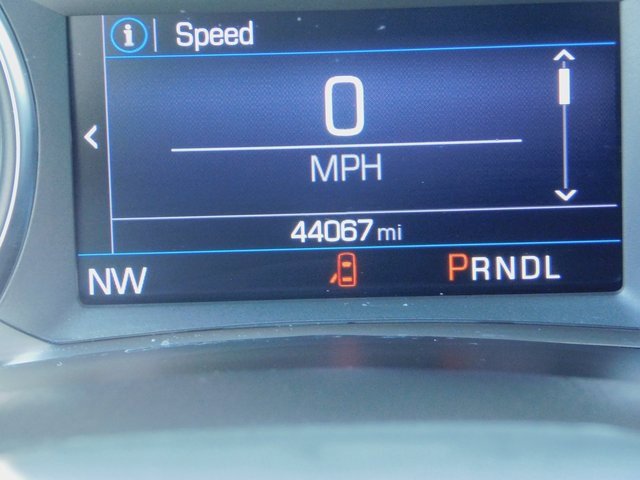 i Speed
0
MPH
44067 mi
NW PRNDL